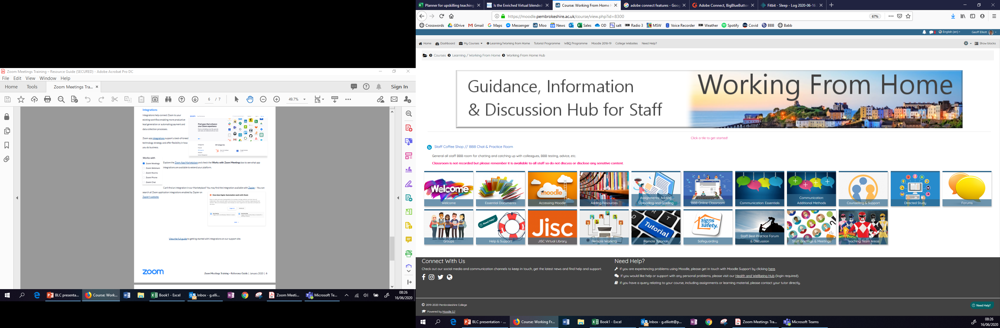 Zoom Meetings Training – Resource Guide (SECURED) - Adobe Acrobat Pro DC
File Edit View Window Help
Home Tools Zoom Meetings Tra... ×
Sign In
6 / 7
49.7%
Integrations
Integrations help connect Zoom to your
existing workflow enabling more productive
lead generation or automating payment and
data collection processes.
Zoom app integrations support a best-of-breed
technology strategy and offer flexibility in how
you do business.
zoom
Find apps that enhance
your Zoom experience
All Categories
Works with
Zoom Meetings
Zoom Webinars
Zoom Rooms
Zoom Phone
Zoom Chat
Explore the Zoom App Marketplace and check the Works with Zoom Meetings box to see what app
integrations are available to extend your platform.
Can't find an integration in our Marketplace? You may find the integration available with Zapier – You can
search all Zoom application integrations enabled by Zapier on
Zapier's website.
How does Zapier Automation work with Zoom
View the full guide to getting started with integrations on our support site.
zoom
Zoom Meetings Training – Reference Guide | January 2020 | 6
BLC presenta...
Course: Work...
Book1 - Excel
Inbox - g.elli...
Zoom Meeti...
Microsoft Te...
08:26
16/06/2020
Planner for upskilling teaching
Is the Enriched Virtual blended
Course: Working From Home H
adobe connect features - Goog
Adobe Connect, BigBlueButton
Fitbit - Sleep - Log 2020-06-16
https://moodle.pembrokeshire.ac.uk/course/view.php?id=8300
67%
Crosswords GDrive Gmail Maps Messenger Moo News Sales OD salt Radio 3 MSW Voice Recorder Weather Spotify Covid BBB Babb
English (en)
Geoff Elliott
Home Dashboard My Courses Learning/Working from Home Tutorial Programme WBQ Programme Moodle 2018-19 College Websites Need Help?
Show blocks
Courses Learning / Working From Home Working From Home Hub
Guidance, Information
& Discussion Hub for Staff
Working From Home
Click a tile to get started!
Staff Coffee Shop // BBB Chat & Practice Room
General all staff BBB room for chatting and catching up with colleagues, BBB testing, advice, etc.
Classroom is not recorded but please remember it is available to all staff so do not discuss or disclose any sensitive content.
Welcome
Welcome
Essential Documents
moodle
Accessing Moodle
Adding Resources
Assignments: Adding,
Uploading and Grading
BBB Online Classroom
Communication: Essentials
Communication:
Additional Methods
Counselling & Support
Directed Study
Forums
Groups
Need Help?
Help & Support
Jisc
JISC Virtual Library
Remote Working
Tutorial
Remote Tutorials
signs
safety
Safeguarding
Staff Best Practice Forum
& Discussion
Staff Briefings & Meetings
Teaching Team Areas
Connect With Us
Check out our social media and communication channels to keep in touch, get the latest news and find help and support.
Need Help?
If you are experiencing problems using Moodle, please get in touch with Moodle Support by clicking here.
If you would like help or support with any personal problems, please visit our Health and Wellbeing Hub (login required).
If you have a query relating to your course, including assignments or learning material, please contact your tutor directly.
© 2019-2020 Pembrokeshire College
Powered by Moodle 3.7
Need Help?
BLC presentation - ...
Course: Working Fr...
Book1 - Excel
Inbox - g.elliott@p...
Zoom Meetings Tra...
Microsoft Teams
08:26
16/06/2020